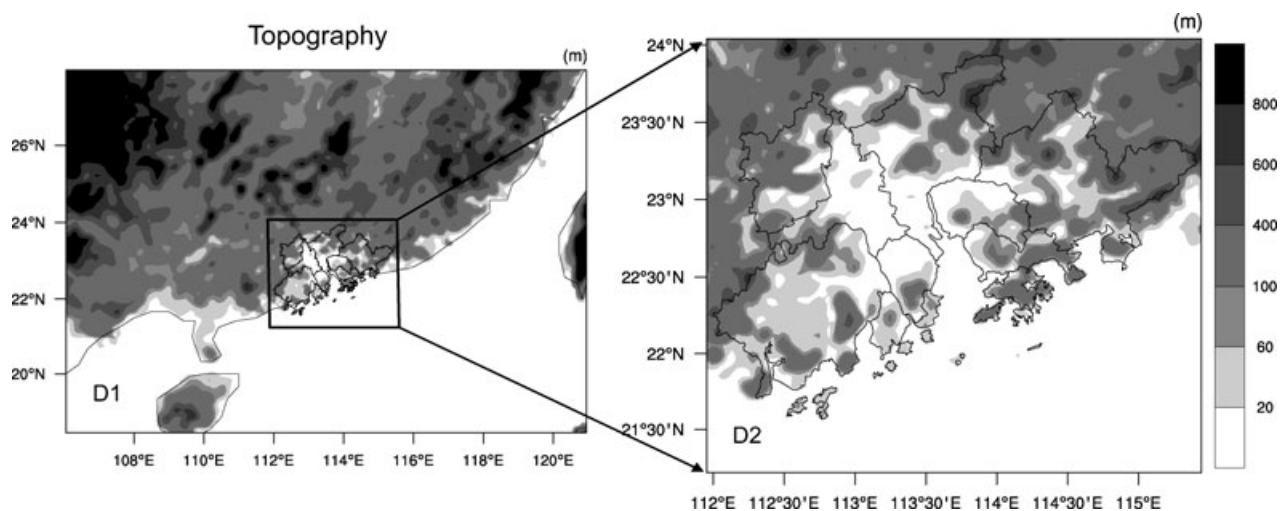 Topography
(m)
26°N
24°N
22°N
20°N
D1
108°E 110°E 112°E 114°E 116°E 118°E 120°E
(m)
24°N
23°30'N
23°N
22°30'N
22°N
21°30'N
D2
112°E 112°30'E 113°E 113°30'E 114°E 114°30'E 115°E
800
600
400
100
60
20